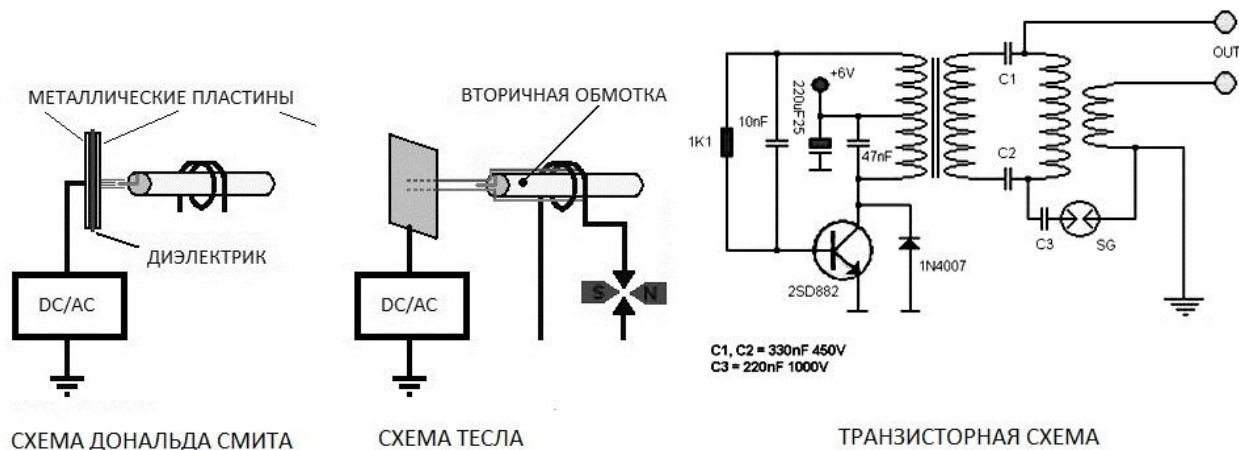 МЕТАЛЛИЧЕСКИЕ ПЛАСТИНЫ
ДИЭЛЕКТРИК
DC/AC
СХЕМА ДОНАЛЬДА СМИТА
ВТОРИЧНАЯ ОБМОТКА
DC/AC
S N
СХЕМА ТЕСЛА
+6V
220uF25
1K1
10nF
47nF
2SD882
1N4007
C1
C2
C3
SG
OUT
C1, C2 = 330nF 450V
C3 = 220nF 1000V
ТРАНЗИСТОРНАЯ СХЕМА